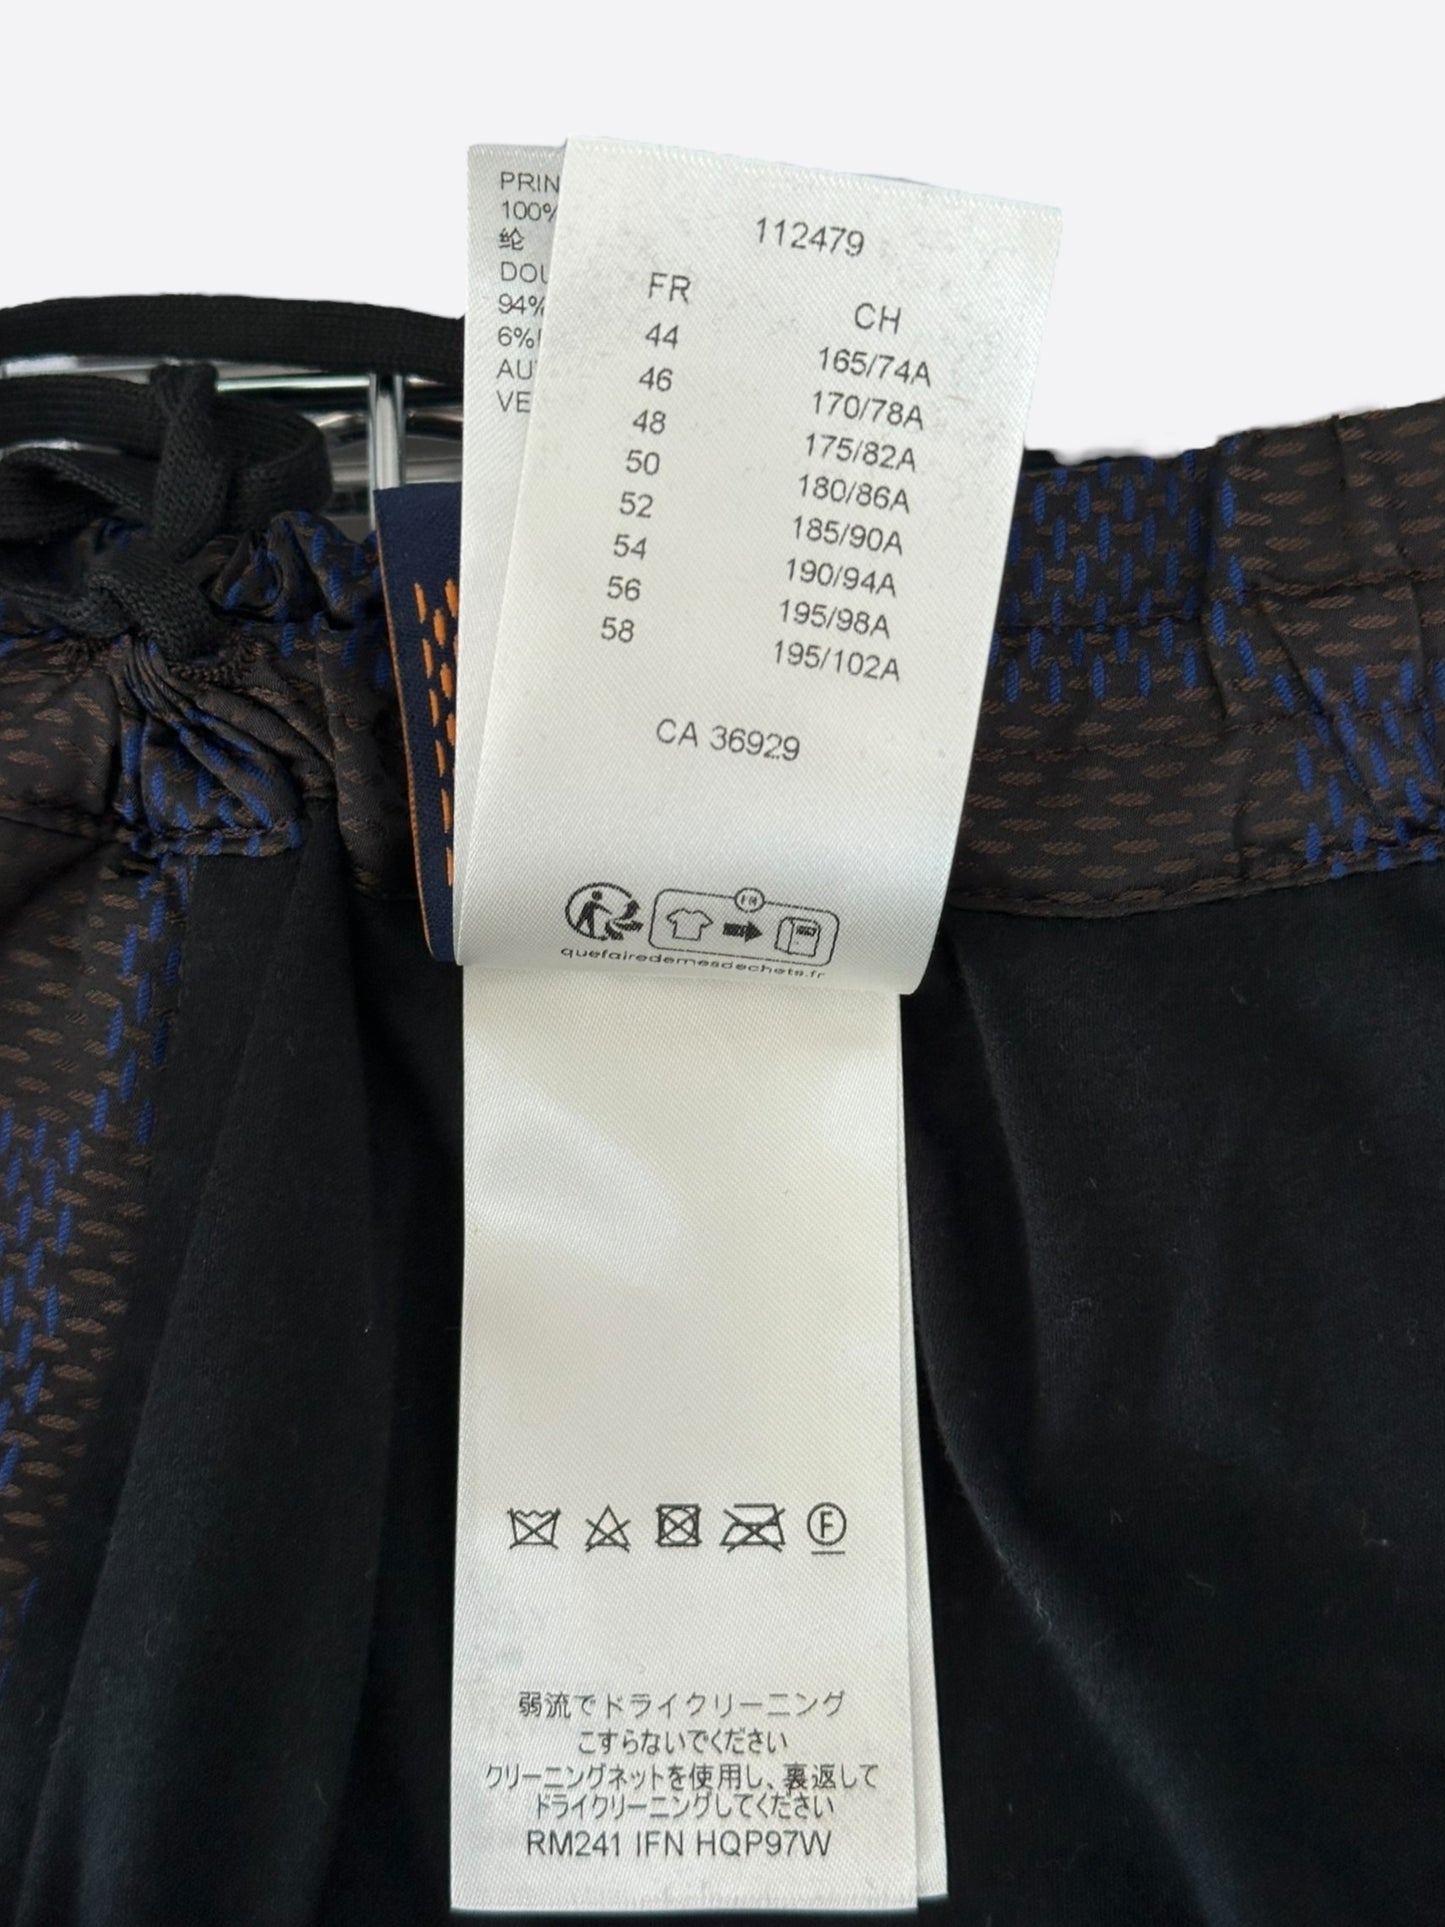 PRIN
100%
纶
DOU
94%
6%
AU
VE
112479
FR CH
44 165/74A
46 170/78A
48 175/82A
50 180/86A
52 185/90A
54 190/94A
56 195/98A
58 195/102A
CA 36929
FR
quefairedemesdechets.fr
F
弱流でドライクリーニング
こすらないでください
クリーニングネットを使用し、裏返して
ドライクリーニングしてください
RM241 IFN HQP97W